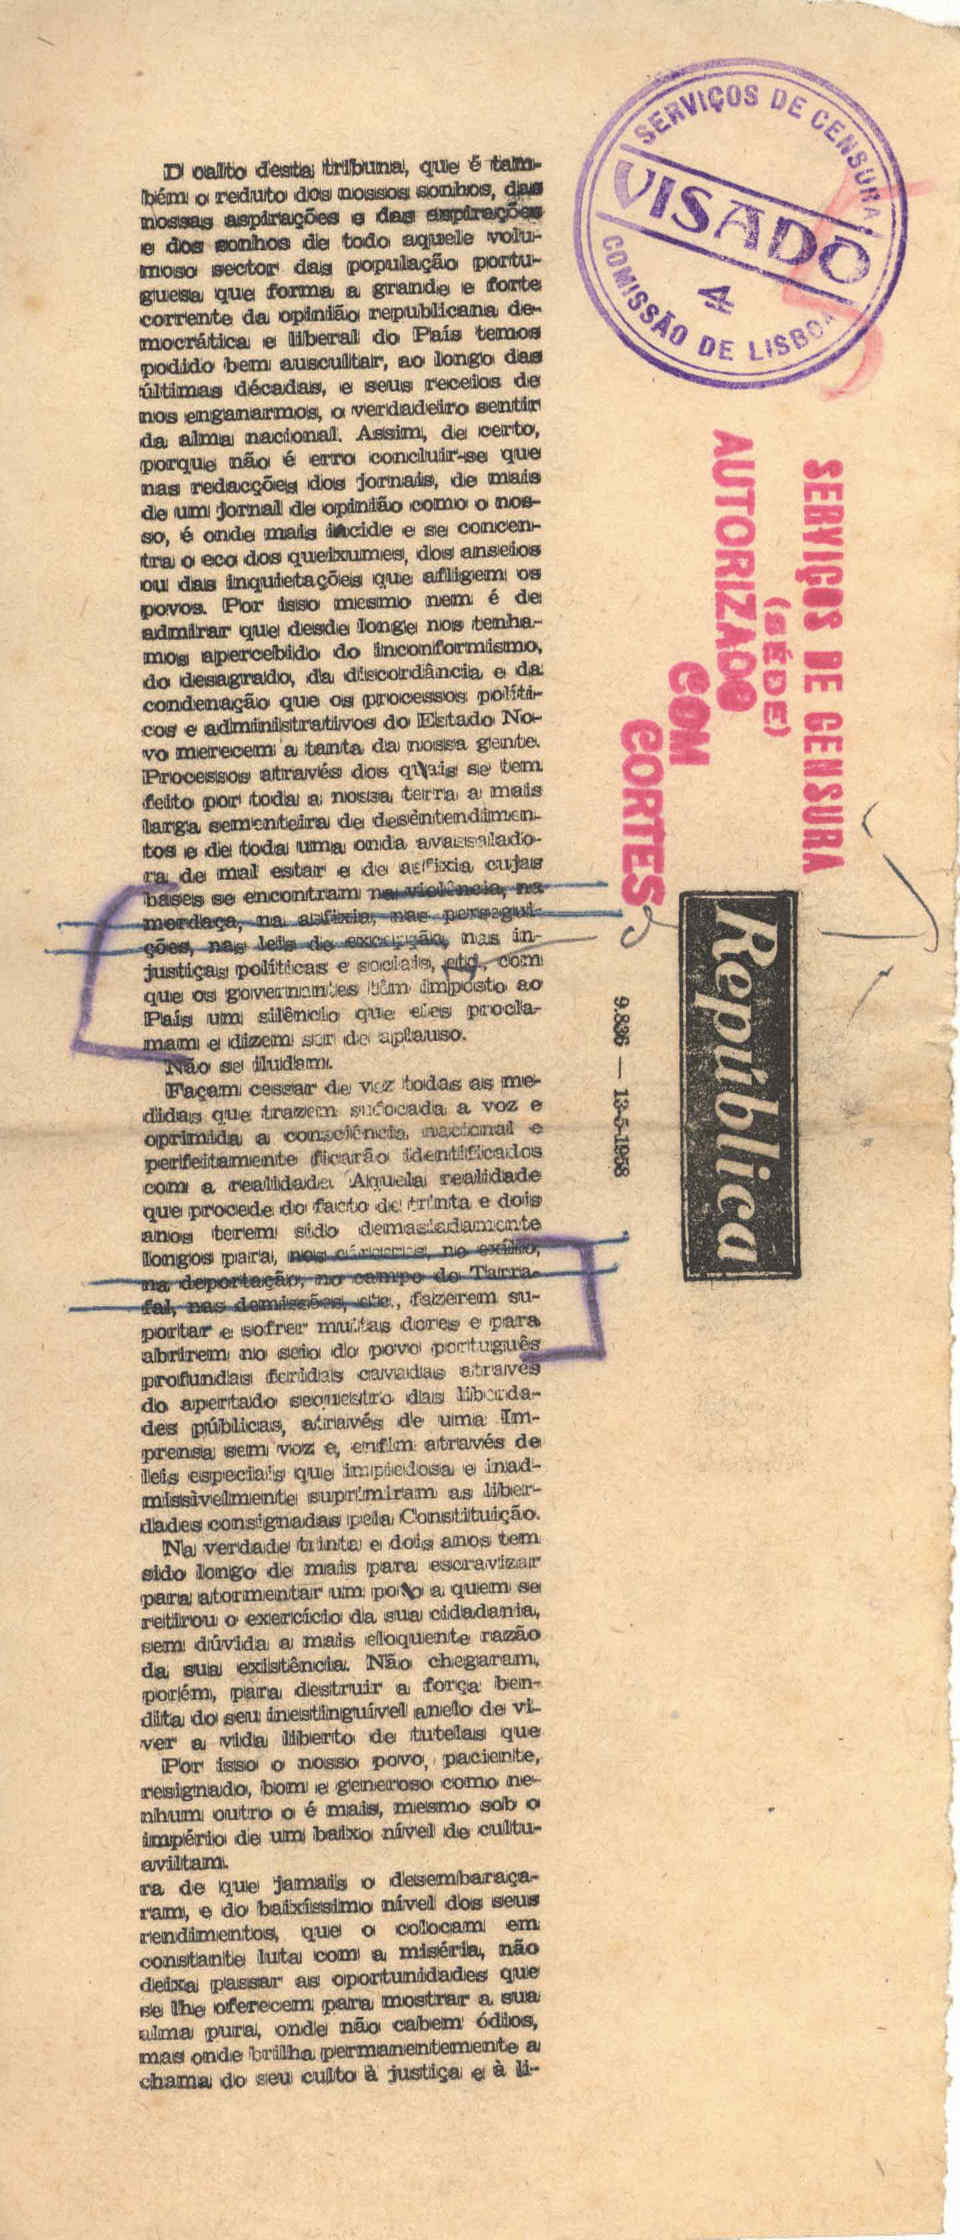 D oalto desta tribuna, que é tam-
bém o reduto dos nossos sonhos, das
nossas aspirações e das aspirações
e dos sonhos de todo aquele volu-
moso sector das população portu-
guesa que forma a grande e forte
corrente da opinião republicana de-
mocrática e liberal do País temos
podido bem auscultar, ao longo das
últimas décadas, e seus receios de
nos enganarmos, o verdadeiro sentir
da alma nacional. Assim, de certo,
porque não é erro concluir-se que
nas redacções dos jornais, de mais
de um jornal de opinião como o nos-
so, é onde mais incide e se concen-
tra o eco dos queixumes, dos anseios
ou das inquietações que afligem os
povos. Por isso mesmo nem é de
admirar que desde longe nos tenha-
mos apercebido do inconformismo,
do desagrado, da discordância e da
condenação que os processos políti-
cos e administrativos do Estado No-
vo merecem a tanta da nossa gente.
Processos através dos quais se tem
feito por toda a nossa terra a mais
larga sementeira de desentendimen-
tos e de toda uma onda avassalado-
ra de mal estar e de asfixia cujas
bases se encontram na violência, na
mordaça, na asfixia, nas persegui-
ções, nas leis de excepção, nas in-
justiças políticas e sociais, etc., com
que os governantes têm imposto ao
País um silêncio que eles procla-
mam e dizem ser de aplauso.
Não se iludam.
Façam cessar de vez todas as me-
didas que trazem sufocada a voz e
oprimida a consciência nacional e
perfeitamente ficarão identificados
com a realidade. Aquela realidade
que procede do facto de trinta e dois
anos terem sido demasiadamente
longos para, nos cárceres, no exílio,
na deportação, no campo do Tarra-
fal, nas demissões, etc., fazerem su-
portar e sofrer muitas dores e para
abrirem no seio do povo português
profundas feridas cavadas através
do apertado sequestro das liberda-
des públicas, através de uma Im-
prensa sem voz e, enfim através de
leis especiais que impiedosa e inad-
missivelmente suprimiram as liber-
dades consignadas pela Constituição.
Na verdade trinta e dois anos tem
sido longo de mais para escravizar
para atormentar um povo a quem se
retirou o exercício da sua cidadania,
sem dúvida a mais eloquente razão
da sua existência. Não chegaram,
porém, para destruir a força ben-
dita do seu inestinguível anelo de vi-
ver a vida liberto de tutelas que
Por isso o nosso povo, paciente,
resignado, bom e generoso como ne-
nhum outro o é mais, mesmo sob o
império de um baixo nível de cultu-
aviltam.
ra de que jamais o desembaraça-
ram, e do baixíssimo nível dos seus
rendimentos, que o colocam em
constante luta com a miséria, não
deixa passar as oportunidades que
se lhe oferecem para mostrar a sua
alma pura, onde não cabem ódios,
mas onde brilha permanentemente a
chama do seu culto à justiça e à li-
SERVIÇOS DE CENSURA
VISADO
4
COMISSÃO DE LISBOA
SERVIÇOS DE CENSURA
(SÉDE)
AUTORIZADO
COM
CORTES
República
9.836 — 13-5-1958